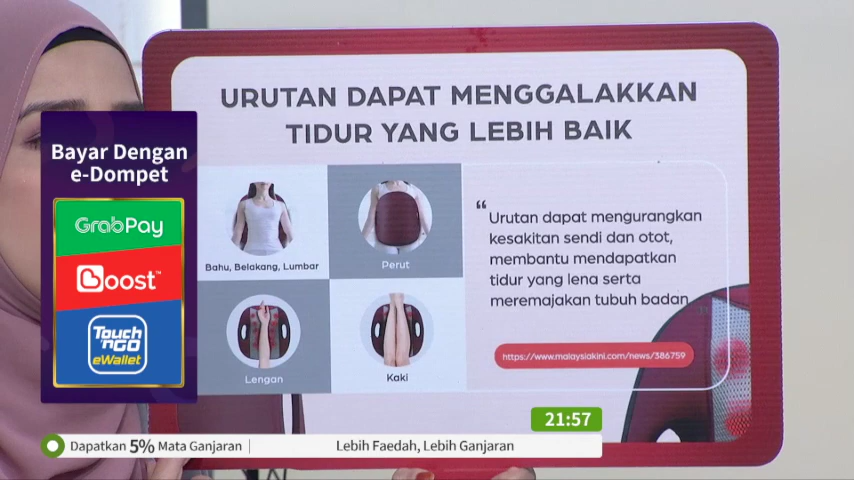 URUTAN DAPAT MENGGALAKKAN
TIDUR YANG LEBIH BAIK
Bayar Dengan
e-Dompet
GrabPay
Boost™
Touch
'nGO
eWallet
Bahu, Belakang, Lumbar
Perut
Lengan
Kaki
“
Urutan dapat mengurangkan
kesakitan sendi dan otot,
membantu mendapatkan
tidur yang lena serta
meremajakan tubuh badan
https://www.malaysiakini.com/news/386759
21:57
Dapatkan 5% Mata Ganjaran
Lebih Faedah, Lebih Ganjaran